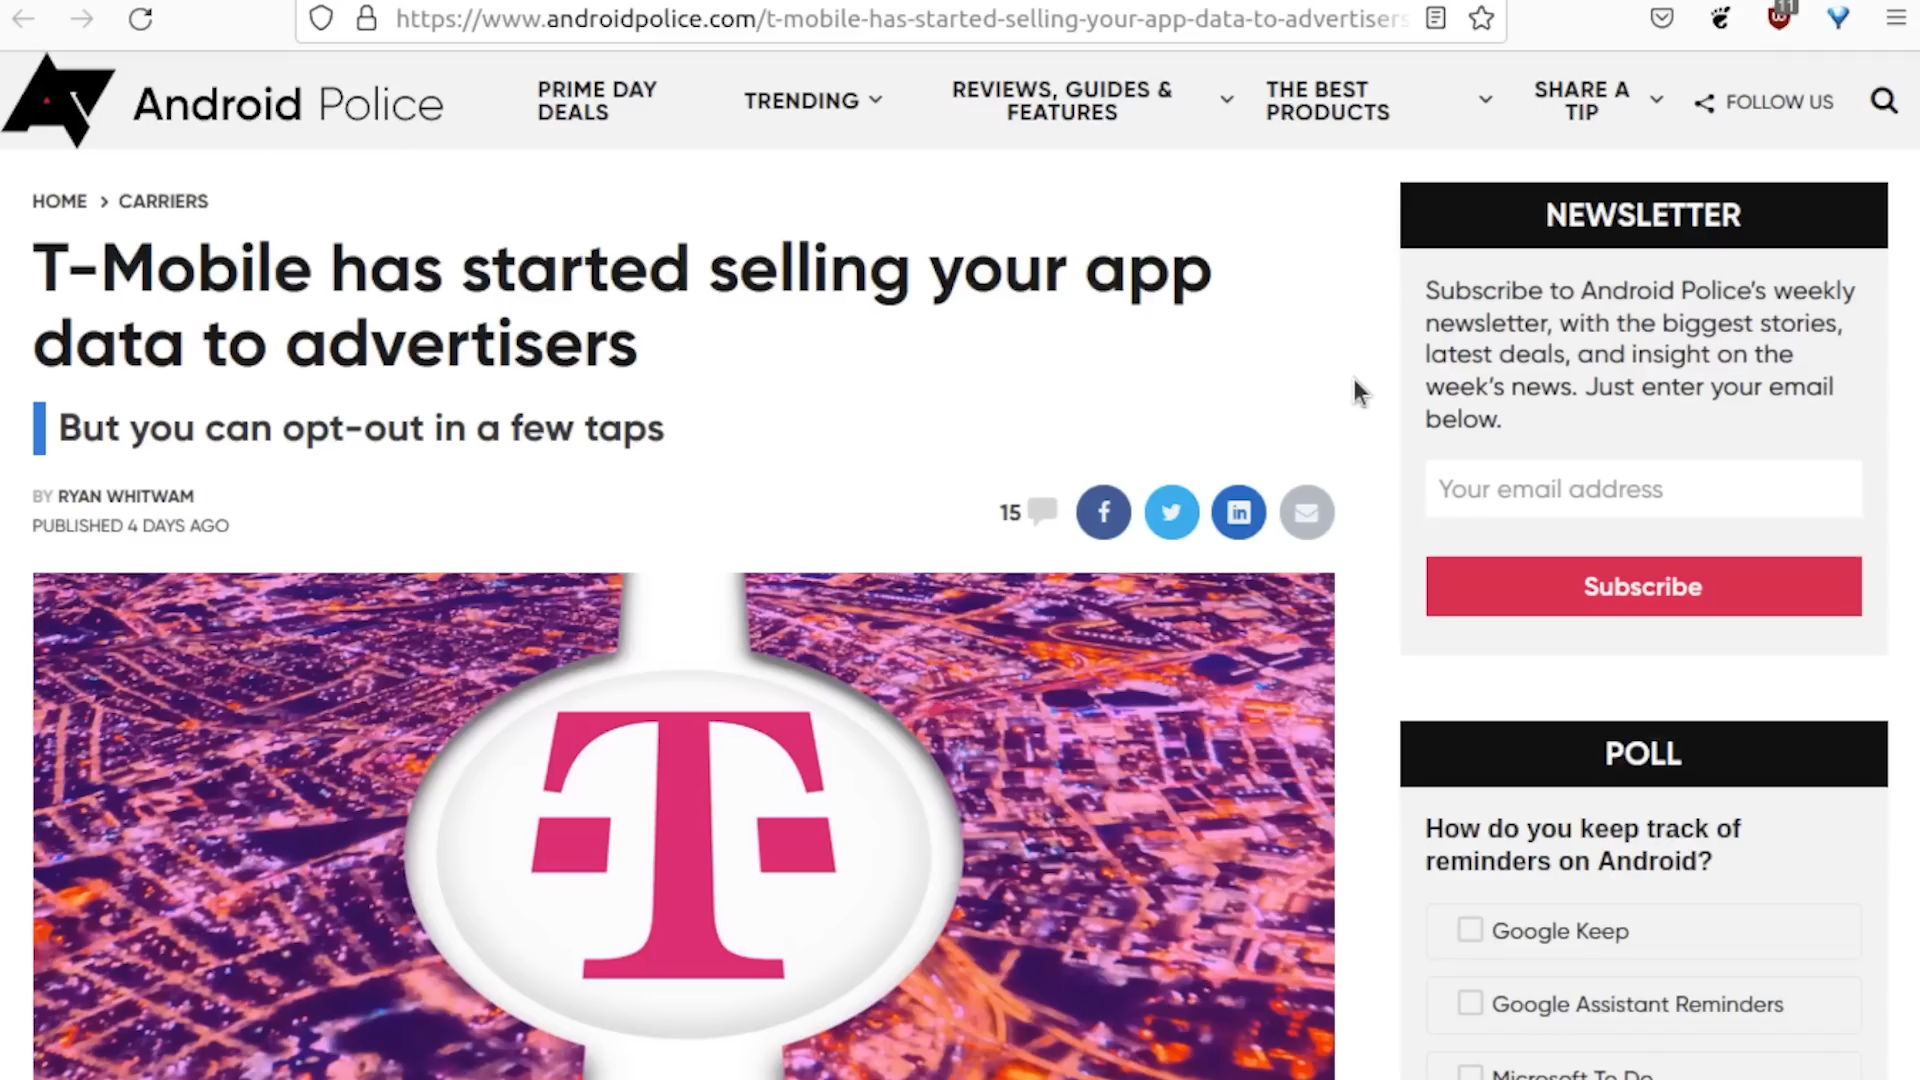 https://www.androidpolice.com/t-mobile-has-started-selling-your-app-data-to-advertisers
11
Android Police
PRIME DAY
DEALS
TRENDING
REVIEWS, GUIDES &
FEATURES
THE BEST
PRODUCTS
SHARE A
TIP
FOLLOW US
HOME > CARRIERS
T-Mobile has started selling your app
data to advertisers
But you can opt-out in a few taps
BY RYAN WHITWAM
PUBLISHED 4 DAYS AGO
15
NEWSLETTER
Subscribe to Android Police's weekly
newsletter, with the biggest stories,
latest deals, and insight on the
week's news. Just enter your email
below.
Your email address
Subscribe
POLL
How do you keep track of
reminders on Android?
Google Keep
Google Assistant Reminders
Microsoft To Do
T